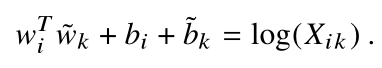 $w_i^T \tilde{w}_k + b_i + \tilde{b}_k = \log(X_{ik})$ .